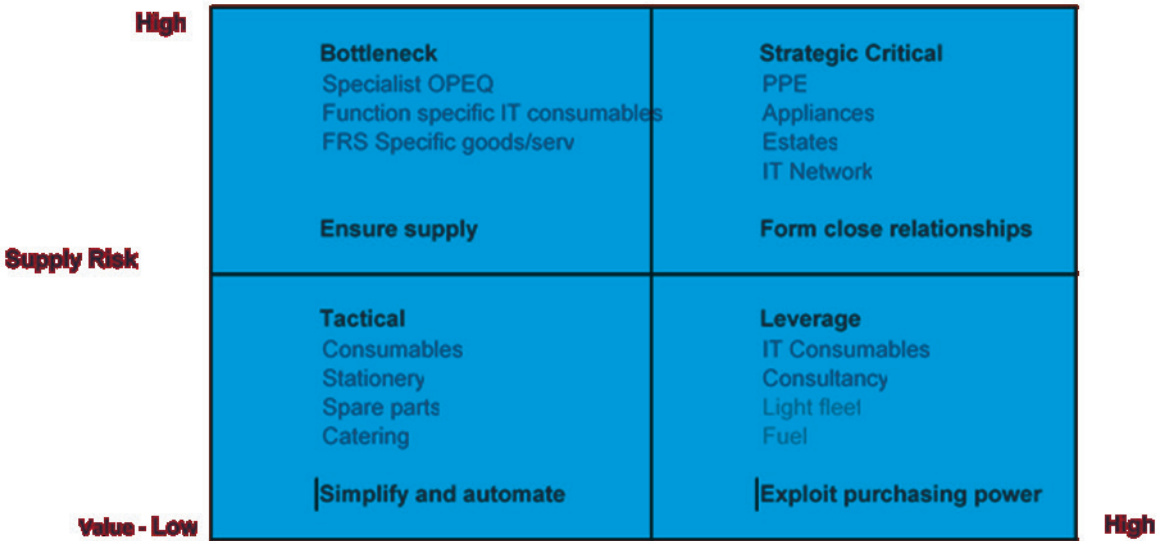 High
Bottleneck
Specialist OPEQ
Function specific IT consumables
FRS Specific goods/serv
Ensure supply
Strategic Critical
PPE
Appliances
Estates
IT Network
Form close relationships
Supply Risk
Tactical
Consumables
Stationery
Spare parts
Catering
Simplify and automate
Leverage
IT Consumables
Consultancy
Light fleet
Fuel
Exploit purchasing power
Value - Low
High